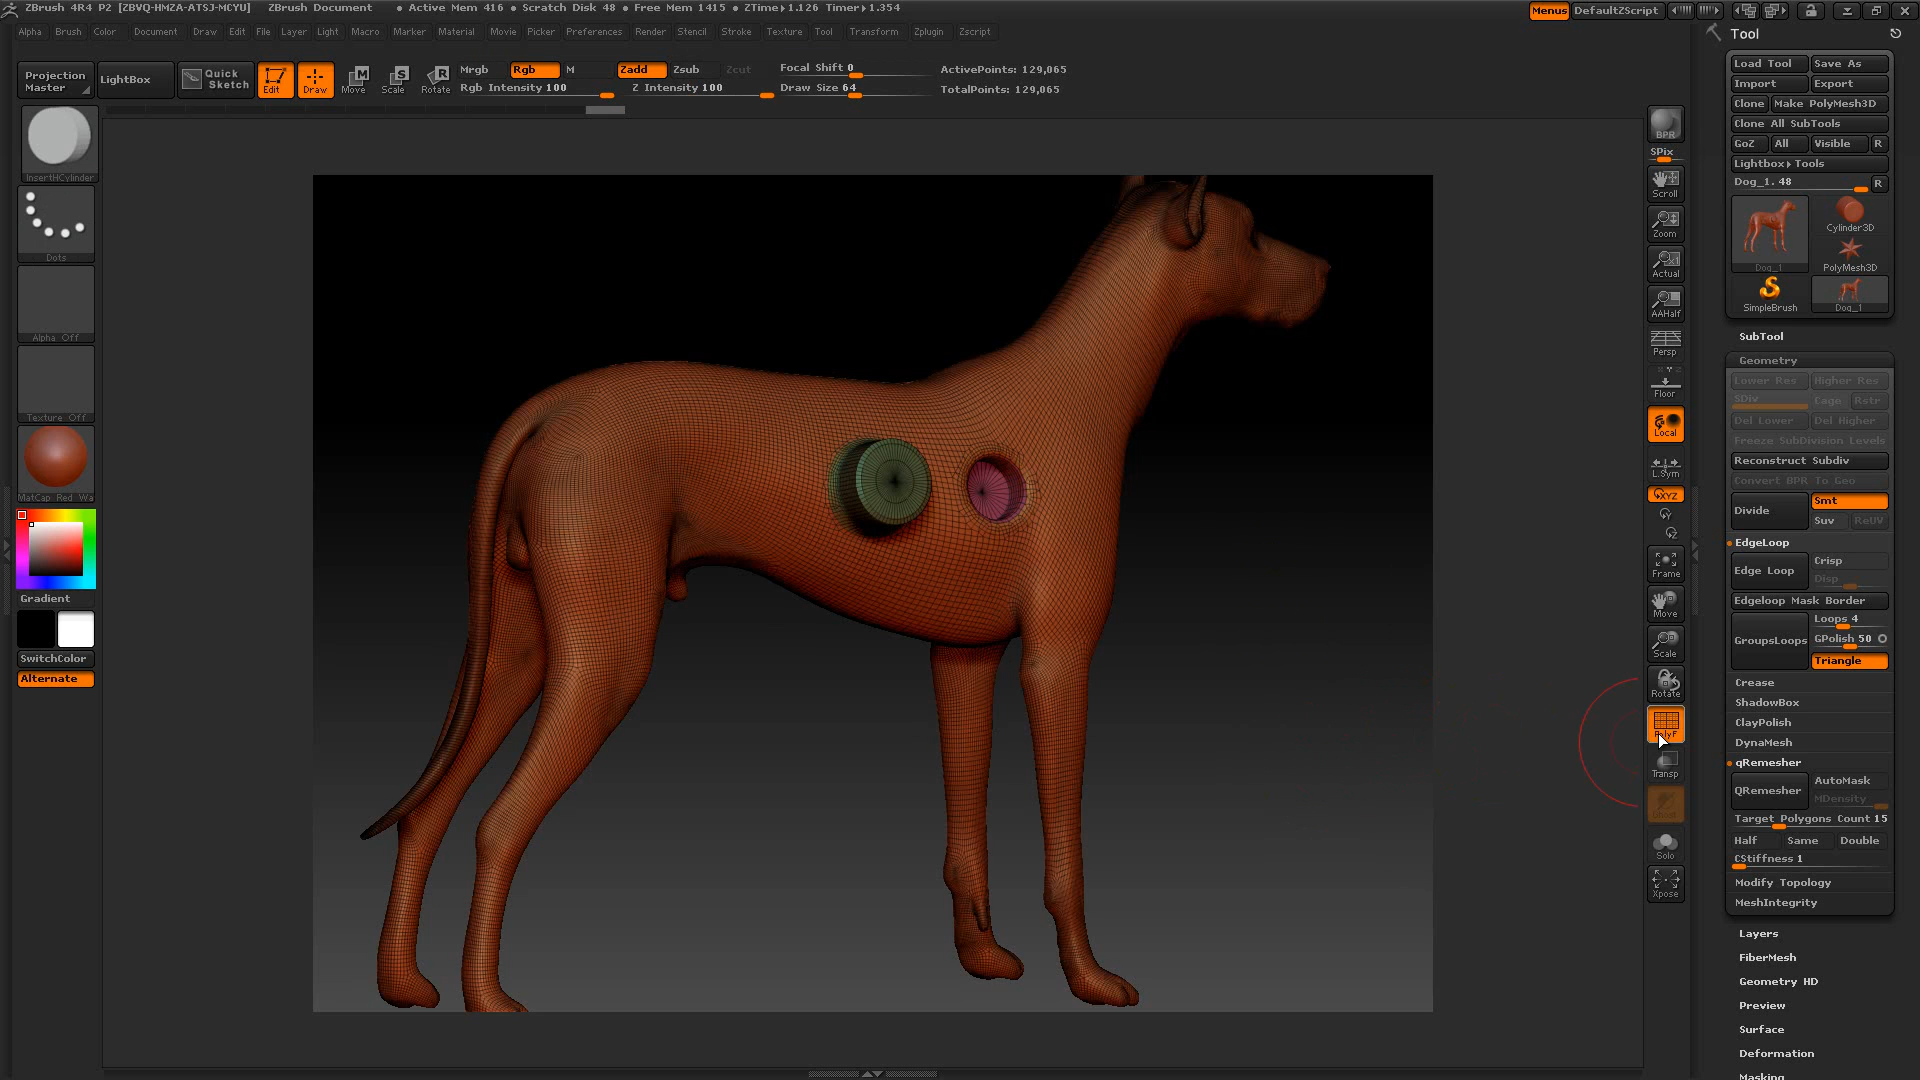 ZBrush 4R4 P2 [ZBVQ-HMZA-ATSJ-MCYU] ZBrush Document • Active Mem 416 • Scratch Disk 48 • Free Mem 1415 • ZTime▸1.126 Timer▸1.354 Menus DefaultZScript
Alpha Brush Color Document Draw Edit File Layer Light Macro Marker Material Movie Picker Preferences Render Stencil Stroke Texture Tool Transform Zplugin Zscript
Projection Master
LightBox
Quick Sketch
Edit
Draw
Move
Scale
Rotate
Mrgb Rgb M
Rgb Intensity 100
Zadd Zsub Zcut
Z Intensity 100
Focal Shift 0
Draw Size 64
ActivePoints: 129,065
TotalPoints: 129,065
InsertHCylinder
Dots
Alpha Off
Texture Off
MatCap Red Wa
Gradient
SwitchColor
Alternate
BPR
SPix
Scroll
Zoom
Actual
AAHalf
Persp
Floor
Local
L.Sym
XYZ
Frame
Move
Scale
Rotate
PolyF
Transp
Solo
Xpose
Tool
Load Tool Save As
Import Export
Clone Make PolyMesh3D
Clone All SubTools
GoZ All Visible R
Lightbox▸Tools
Dog_1. 48 R
Dog_1
Cylinder3D
PolyMesh3D
SimpleBrush
Dog_1
SubTool
Geometry
Lower Res Higher Res
SDiv Cage Rstr
Del Lower Del Higher
Freeze SubDivision Levels
Reconstruct Subdiv
Convert BPR To Geo
Divide Smt
Suv ReUV
EdgeLoop
Edge Loop Crisp
Disp
Edgeloop Mask Border
GroupsLoops Loops 4
GPolish 50
Triangle
Crease
ShadowBox
ClayPolish
DynaMesh
qRemesher
QRemesher AutoMask
MDensity
Target Polygons Count 15
Half Same Double
CStiffness 1
Modify Topology
MeshIntegrity
Layers
FiberMesh
Geometry HD
Preview
Surface
Deformation
Masking